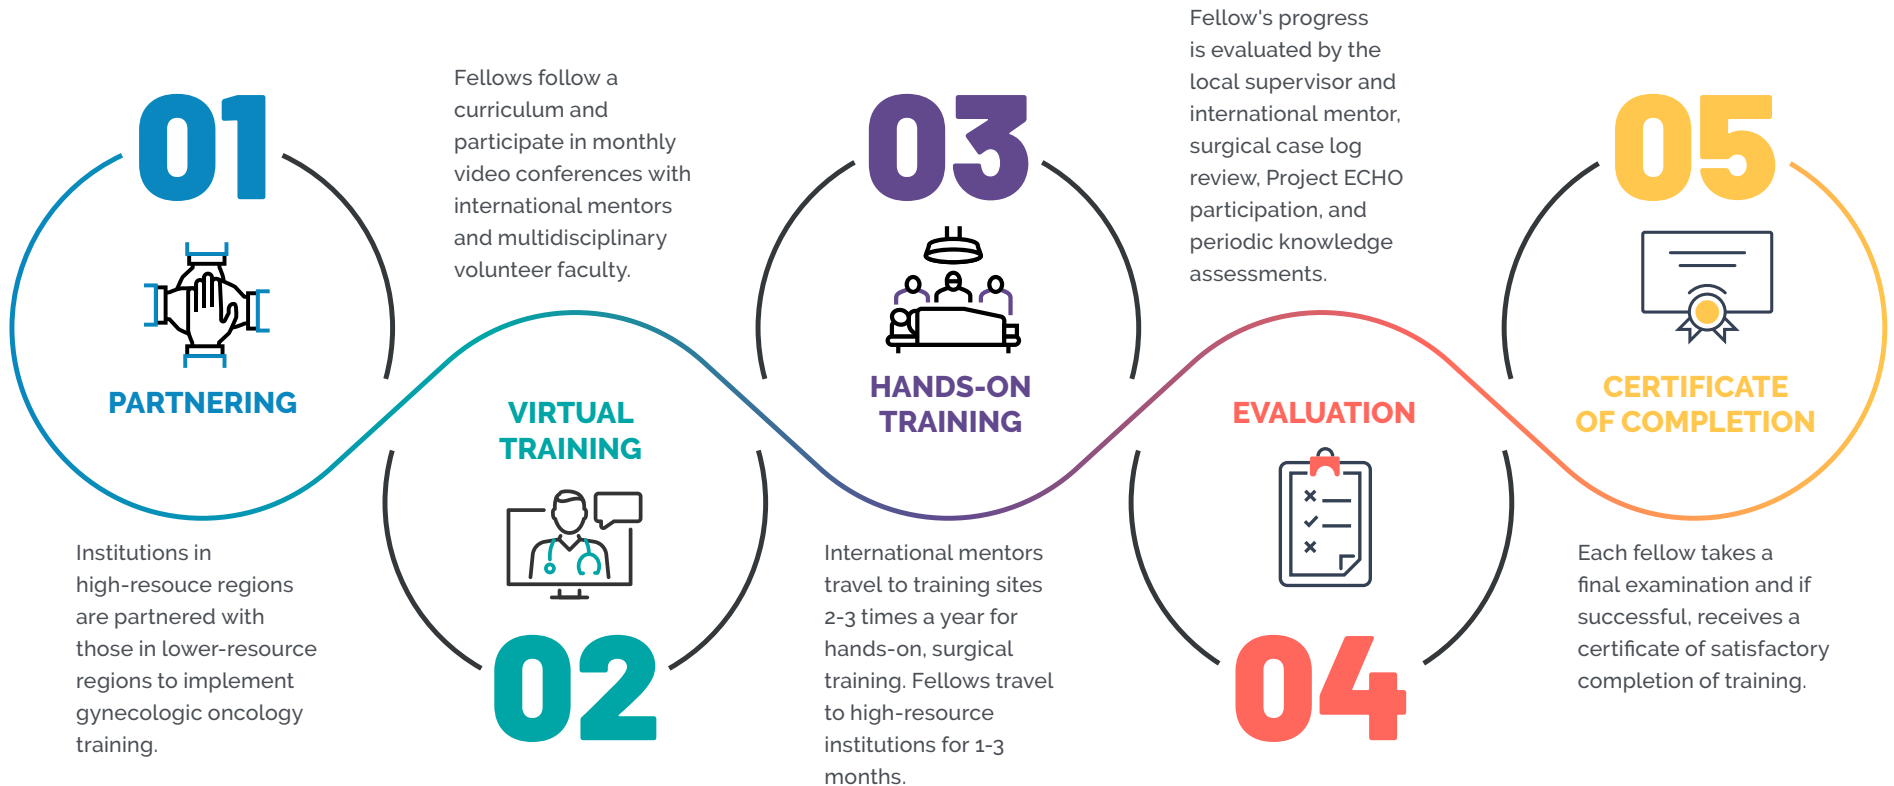 01
PARTNERING
Institutions in
high-resouce regions
are partnered with
those in lower-resource
regions to implement
gynecologic oncology
training.
Fellows follow a
curriculum and
participate in monthly
video conferences with
international mentors
and multidisciplinary
volunteer faculty.
VIRTUAL
TRAINING
02
03
HANDS-ON
TRAINING
International mentors
travel to training sites
2-3 times a year for
hands-on, surgical
training. Fellows travel
to high-resource
institutions for 1-3
months.
Fellow's progress
is evaluated by the
local supervisor and
international mentor,
surgical case log
review, Project ECHO
participation, and
periodic knowledge
assessments.
EVALUATION
04
05
CERTIFICATE
OF COMPLETION
Each fellow takes a
final examination and if
successful, receives a
certificate of satisfactory
completion of training.